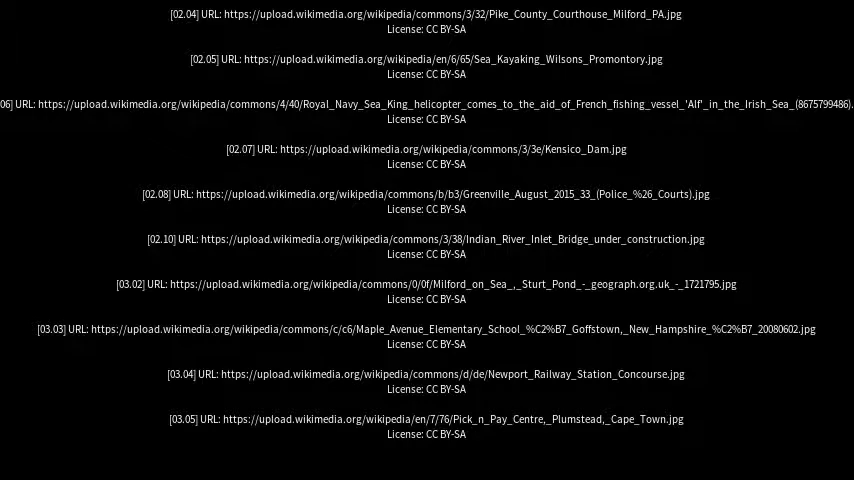 [02.04] URL: https://upload.wikimedia.org/wikipedia/commons/3/32/Pike_County_Courthouse_Milford_PA.jpg
License: CC BY-SA
[02.05] URL: https://upload.wikimedia.org/wikipedia/en/6/65/Sea_Kayaking_Wilsons_Promontory.jpg
License: CC BY-SA
06] URL: https://upload.wikimedia.org/wikipedia/commons/4/40/Royal_Navy_Sea_King_helicopter_comes_to_the_aid_of_French_fishing_vessel_'Alf'_in_the_Irish_Sea_(8675799486).
License: CC BY-SA
[02.07] URL: https://upload.wikimedia.org/wikipedia/commons/3/3e/Kensico_Dam.jpg
License: CC BY-SA
[02.08] URL: https://upload.wikimedia.org/wikipedia/commons/b/b3/Greenville_August_2015_33_(Police_%26_Courts).jpg
License: CC BY-SA
[02.10] URL: https://upload.wikimedia.org/wikipedia/commons/3/38/Indian_River_Inlet_Bridge_under_construction.jpg
License: CC BY-SA
[03.02] URL: https://upload.wikimedia.org/wikipedia/commons/0/0f/Milford_on_Sea_,_Sturt_Pond_-_geograph.org.uk_-_1721795.jpg
License: CC BY-SA
[03.03] URL: https://upload.wikimedia.org/wikipedia/commons/c/c6/Maple_Avenue_Elementary_School_%C2%B7_Goffstown,_New_Hampshire_%C2%B7_20080602.jpg
License: CC BY-SA
[03.04] URL: https://upload.wikimedia.org/wikipedia/commons/d/de/Newport_Railway_Station_Concourse.jpg
License: CC BY-SA
[03.05] URL: https://upload.wikimedia.org/wikipedia/en/7/76/Pick_n_Pay_Centre,_Plumstead,_Cape_Town.jpg
License: CC BY-SA